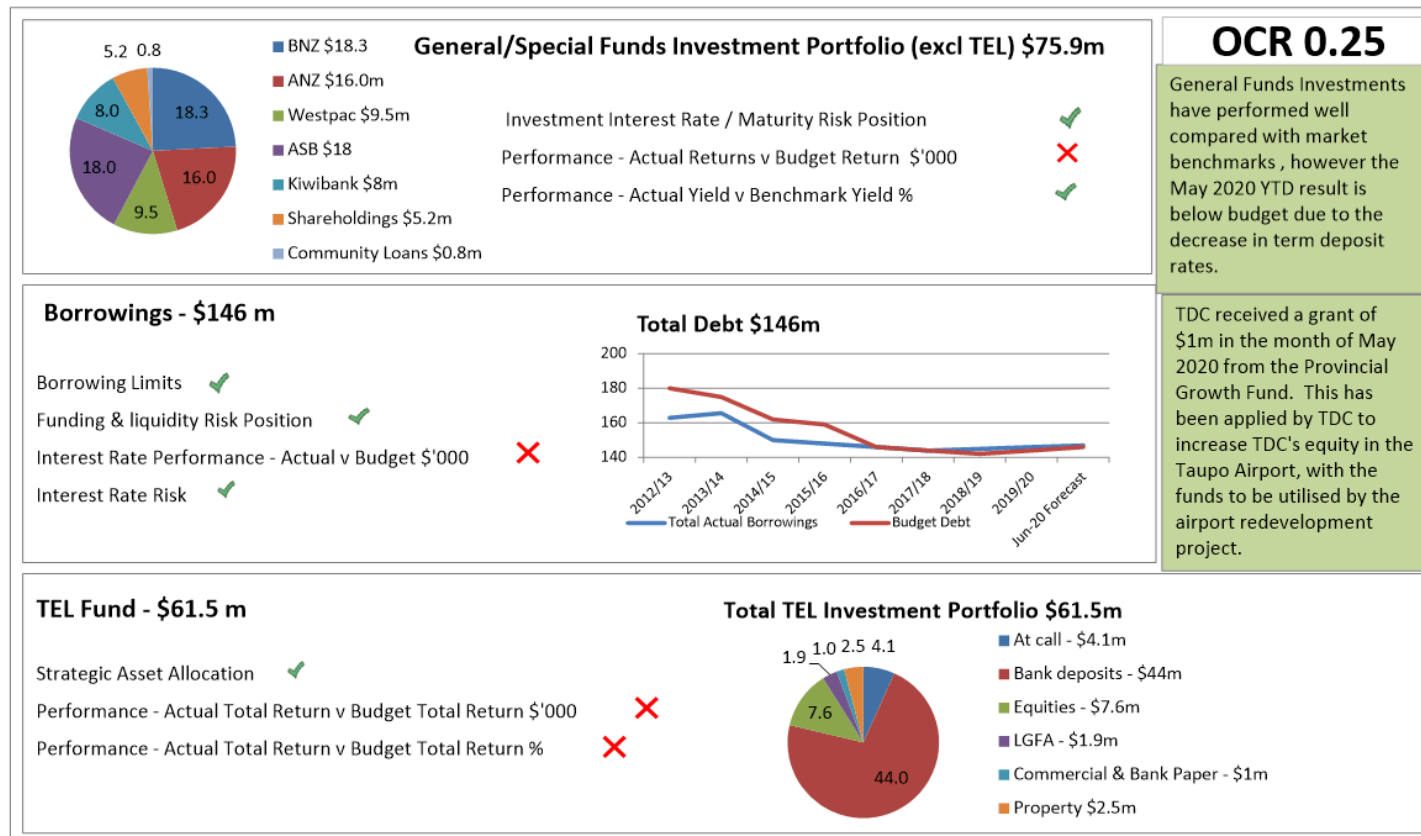 General/Special Funds Investment Portfolio (excl TEL) $75.9m
5.2 0.8
8.0
18.3
18.0
16.0
9.5
BNZ $18.3
ANZ $16.0m
Westpac $9.5m
ASB $18
Kiwibank $8m
Shareholdings $5.2m
Community Loans $0.8m
Investment Interest Rate / Maturity Risk Position
Performance - Actual Returns v Budget Return $'000
Performance - Actual Yield v Benchmark Yield %
OCR 0.25
General Funds Investments
have performed well
compared with market
benchmarks , however the
May 2020 YTD result is
below budget due to the
decrease in term deposit
rates.
Borrowings - $146 m
Borrowing Limits
Funding & liquidity Risk Position
Interest Rate Performance - Actual v Budget $'000
Interest Rate Risk
Total Debt $146m
200
180
160
140
2012/13
2013/14
2014/15
2015/16
2016/17
2017/18
2018/19
2019/20
Jun-20 Forecast
Total Actual Borrowings
Budget Debt
TDC received a grant of
$1m in the month of May
2020 from the Provincial
Growth Fund. This has
been applied by TDC to
increase TDC's equity in the
Taupo Airport, with the
funds to be utilised by the
airport redevelopment
project.
TEL Fund - $61.5 m
Strategic Asset Allocation
Performance - Actual Total Return v Budget Total Return $'000
Performance - Actual Total Return v Budget Total Return %
Total TEL Investment Portfolio $61.5m
1.9 1.0 2.5 4.1
7.6
44.0
At call - $4.1m
Bank deposits - $44m
Equities - $7.6m
LGFA - $1.9m
Commercial & Bank Paper - $1m
Property $2.5m